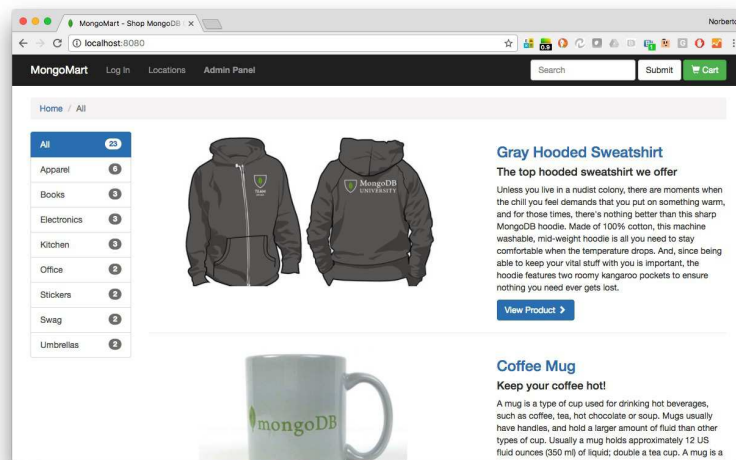 MongoMart - Shop MongoDB
Norberto
localhost:8080
0.9
MongoMart Log In Locations Admin Panel Search Submit Cart
Home / All
All 23
Apparel 6
Books 3
Electronics 3
Kitchen 3
Office 2
Stickers 2
Swag 2
Umbrellas 2
MongoDB
UNIVERSITY
Gray Hooded Sweatshirt
The top hooded sweatshirt we offer
Unless you live in a nudist colony, there are moments when
the chill you feel demands that you put on something warm,
and for those times, there's nothing better than this sharp
MongoDB hoodie. Made of 100% cotton, this machine
washable, mid-weight hoodie is all you need to stay
comfortable when the temperature drops. And, since being
able to keep your vital stuff with you is important, the
hoodie features two roomy kangaroo pockets to ensure
nothing you need ever gets lost.
View Product
mongoDB
Coffee Mug
Keep your coffee hot!
A mug is a type of cup used for drinking hot beverages,
such as coffee, tea, hot chocolate or soup. Mugs usually
have handles, and hold a larger amount of fluid than other
types of cup. Usually a mug holds approximately 12 US
fluid ounces (350 ml) of liquid; double a tea cup. A mug is a